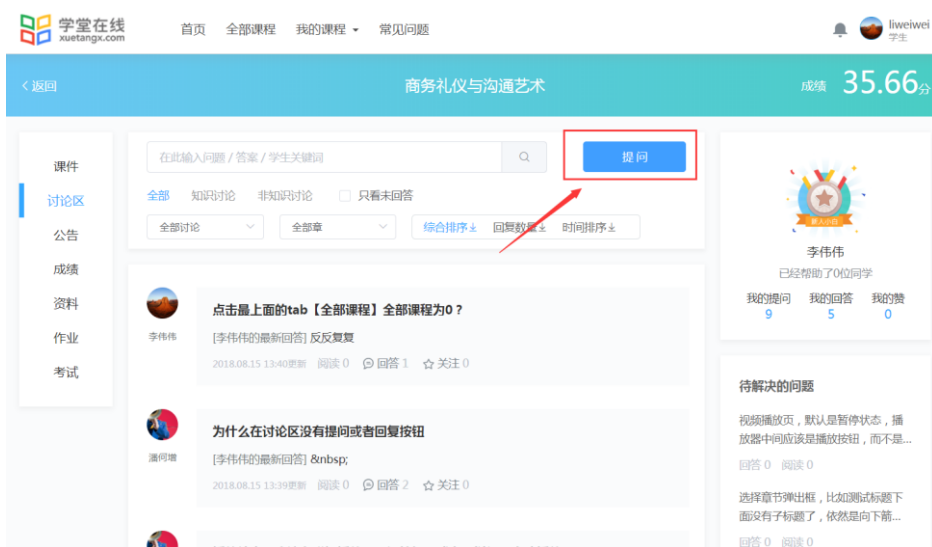 学堂在线
xuetangx.com
首页 全部课程 我的课程 常见问题
liweiwei
学生
返回
商务礼仪与沟通艺术
成绩 35.66分
课件
讨论区
公告
成绩
资料
作业
考试
在此输入问题 / 答案 / 学生关键词
提问
全部 知识讨论 非知识讨论 只看未回答
全部讨论 全部章 综合排序 回复数量 时间排序
李伟伟
点击最上面的tab【全部课程】全部课程为0？
[李伟伟的最新回答] 反反复复
2018.08.15 13:40更新 阅读 0 回答 1 关注 0
潘何增
为什么在讨论区没有提问或者回复按钮
[李伟伟的最新回答] &nbsp;
2018.08.15 13:39更新 阅读 0 回答 2 关注 0
新人小白
李伟伟
已经帮助了0位同学
我的提问 我的回答 我的赞
9 5 0
待解决的问题
视频播放页，默认是暂停状态，播
放器中间应该是播放按钮，而不是...
回答 0 阅读 0
选择章节弹出框，比如测试标题下
面没有子标题了，依然是向下箭...
回答 0 阅读 0